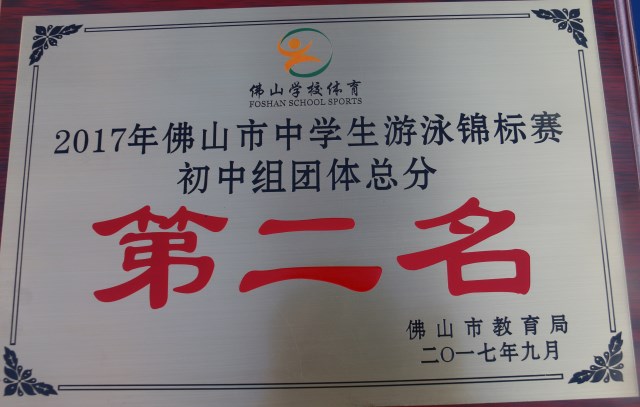 佛山学校体育
FOSHAN SCHOOL SPORTS
2017年佛山市中学生游泳锦标赛
初中组团体总分
第二名
佛山市教育局
二〇一七年九月